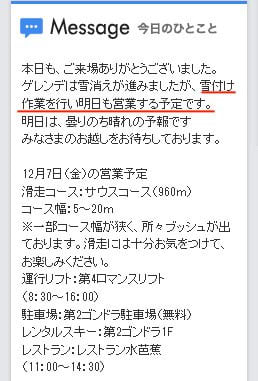 Message 今日のひとこと
本日も、ご来場ありがとうございました。
ゲレンデは雪消えが進みましたが、雪付け
作業を行い明日も営業する予定です。
明日は、曇りのち晴れの予報です
みなさまのお越しをお待ちしております。
12月7日(金)の営業予定
滑走コース:サウスコース(960m)
コース幅:5〜20m
※一部コース幅が狭く、所々ブッシュが出
ております。滑走には十分お気をつけて、
お楽しみください。
運行リフト:第4ロマンスリフト
(8:30〜16:00)
駐車場:第2ゴンドラ駐車場(無料)
レンタルスキー:第2ゴンドラ1F
レストラン:レストラン水芭蕉
(11:00〜14:30)